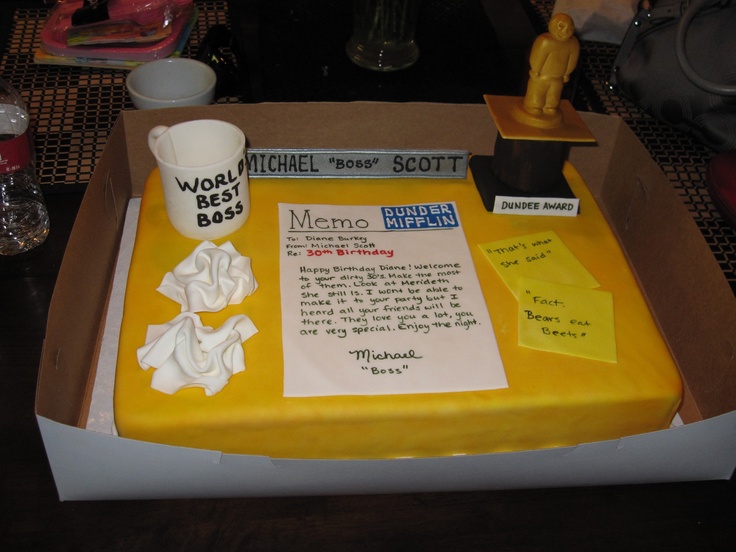 MICHAEL "BOSS" SCOTT
WORLD
BEST
BOSS
DUNDEE AWARD
Memo
DUNDER
MIFFLIN
To: Diane Burkey
From: Michael Scott
Re: 30th Birthday
Happy Birthday Diane! Welcome
to your dirty 30's. Make the most
of them. Look at Merideth
she still is. I wont be able to
make it to your party but I
heard all your friends will be
there. They love you a lot, you
are very special. Enjoy the night.
Michael
"Boss"
"That's what
she said"
"Fact,
Bears eat
Beets"